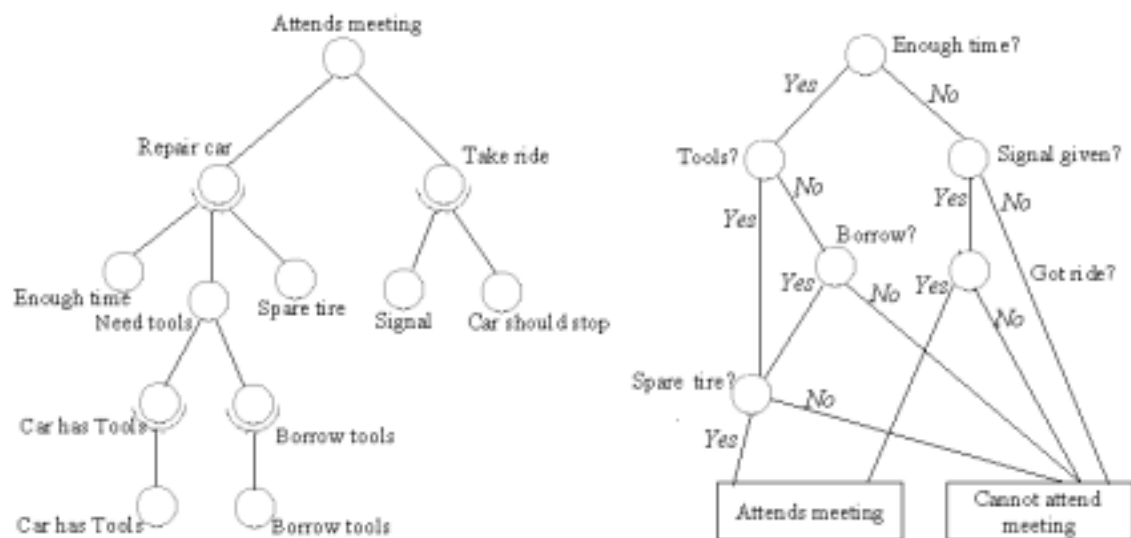 Attends meeting
Repair car
Take ride
Enough time
Need tools
Spare tire
Signal
Car should stop
Car has Tools
Borrow tools
Car has Tools
Borrow tools
Enough time?
Yes
No
Tools?
Signal given?
No
Yes
No
Yes
Borrow?
Got ride?
Yes
No
Yes
No
Spare tire?
No
Yes
Attends meeting
Cannot attend
meeting